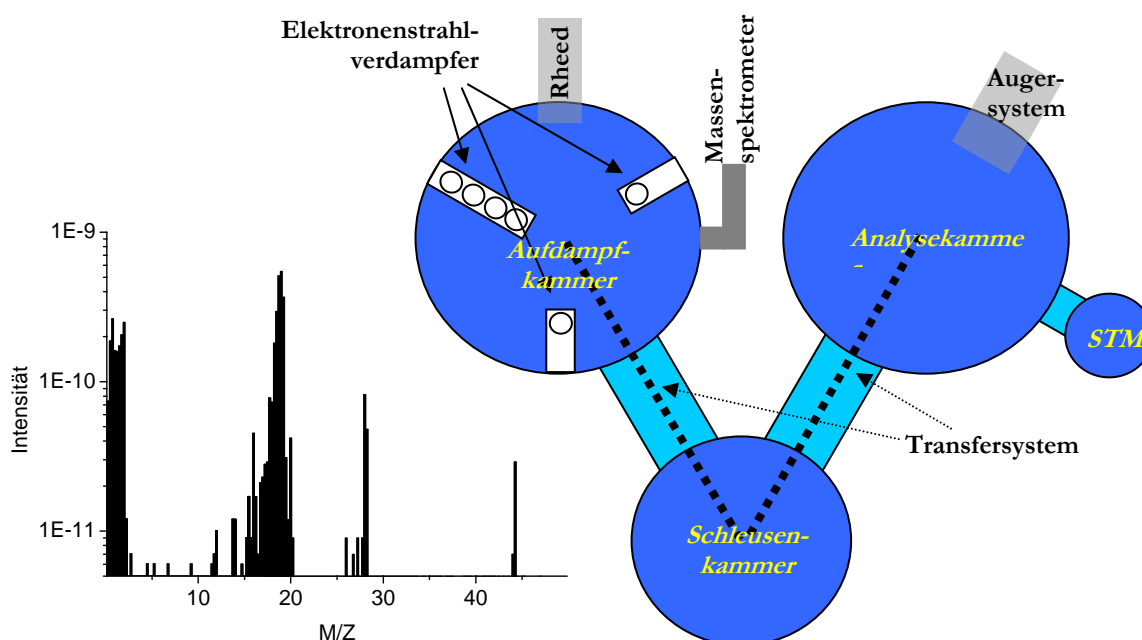 Elektronenstrahl-
verdampfer
Rheed
Massen-
spektrometer
Auger-
system
Aufdampf-
kammer
Analysekamme
-
STM
Transfersystem
Schleusen-
kammer
1E-9
1E-10
1E-11
Intensität
10
20
30
40
M/Z